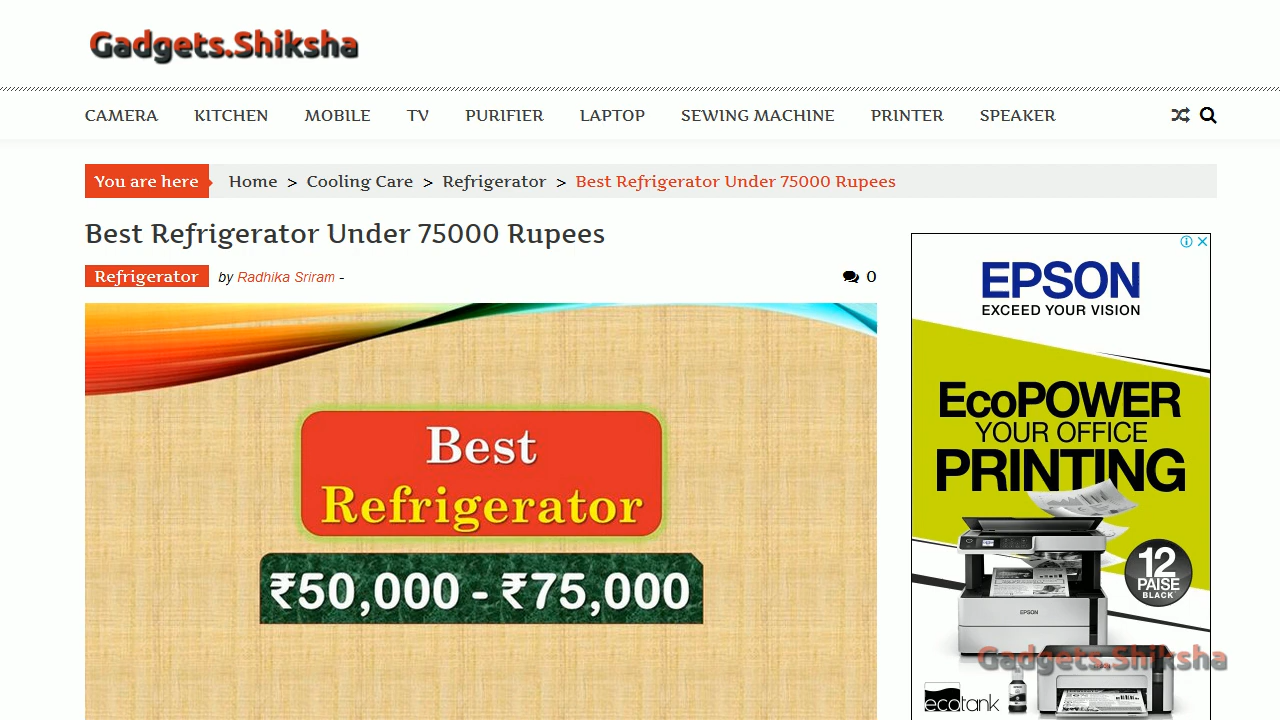 Gadgets.Shiksha
CAMERA KITCHEN MOBILE TV PURIFIER LAPTOP SEWING MACHINE PRINTER SPEAKER
You are here Home > Cooling Care > Refrigerator > Best Refrigerator Under 75000 Rupees
Best Refrigerator Under 75000 Rupees
Refrigerator by Radhika Sriram - 0
Best
Refrigerator
₹50,000 - ₹75,000
EPSON
EXCEED YOUR VISION
EcoPOWER
YOUR OFFICE
PRINTING
12
PAISE
BLACK
EPSON
Gadgets.Shiksha
ecotank